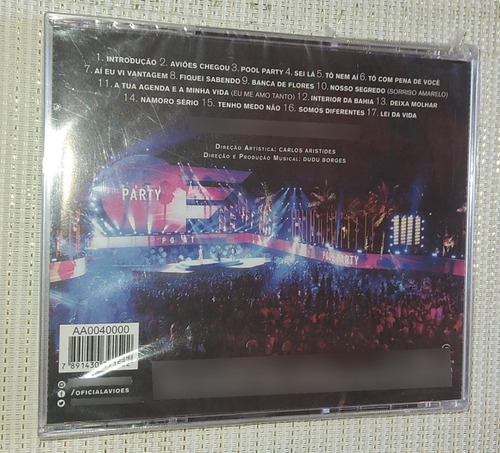 1. INTRODUÇÃO 2. AVIÕES CHEGOU 3. POOL PARTY 4. SEI LÁ 5. TÔ NEM AÍ 6. TÔ COM PENA DE VOCÊ
7. AÍ EU VI VANTAGEM 8. FIQUEI SABENDO 9. BANCA DE FLORES 10. NOSSO SEGREDO (SORRISO AMARELO)
11. A TUA AGENDA E A MINHA VIDA (EU ME AMO TANTO) 12. INTERIOR DA BAHIA 13. DEIXA MOLHAR
14. NAMORO SÉRIO 15. TENHO MEDO NÃO 16. SOMOS DIFERENTES 17. LEI DA VIDA
DIREÇÃO ARTÍSTICA: CARLOS ARISTIDES
DIREÇÃO E PRODUÇÃO MUSICAL: DUDU BORGES
PARTY
PARTY
AA0040000
/OFICIALAVIOES